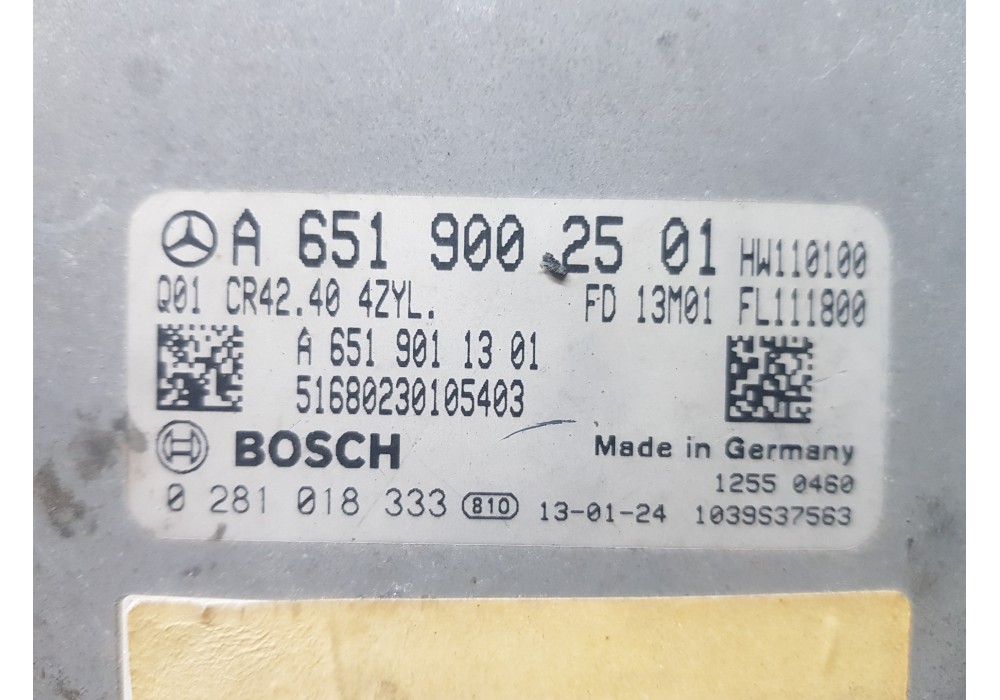 A 651 900 25 01 HW110100
Q01 CR42.40 4ZYL. FD 13M01 FL111800
A 651 901 13 01
51680230105403
BOSCH Made in Germany
1255 0460
0 281 018 333 810 13-01-24 1039S37563